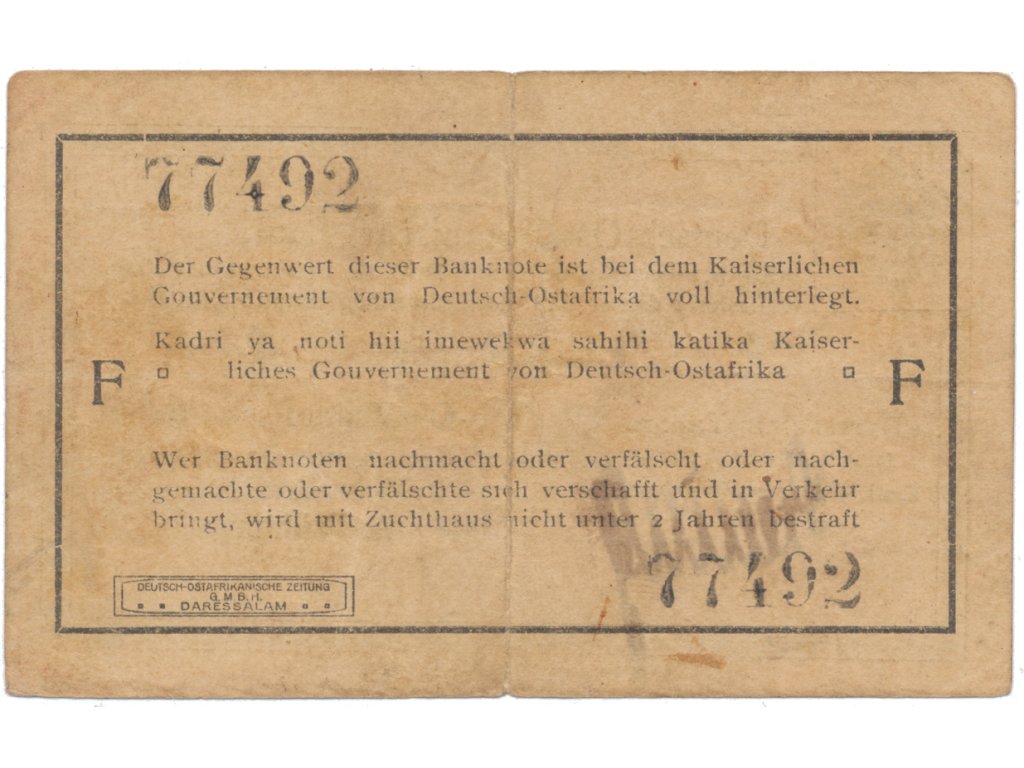 77492
Der Gegenwert dieser Banknote ist bei dem Kaiserlichen
Gouvernement von Deutsch-Ostafrika voll hinterlegt.
Kadri ya noti hii imewekwa sahihi katika Kaiser-
liches Gouvernement von Deutsch-Ostafrika
F F
Wer Banknoten nachmacht oder verfälscht oder nach-
gemachte oder verfälschte sich verschafft und in Verkehr
bringt, wird mit Zuchthaus nicht unter 2 Jahren bestraft
77492
DEUTSCH-OSTAFRIKANISCHE ZEITUNG
G.M.B.H.
DARESSALAM